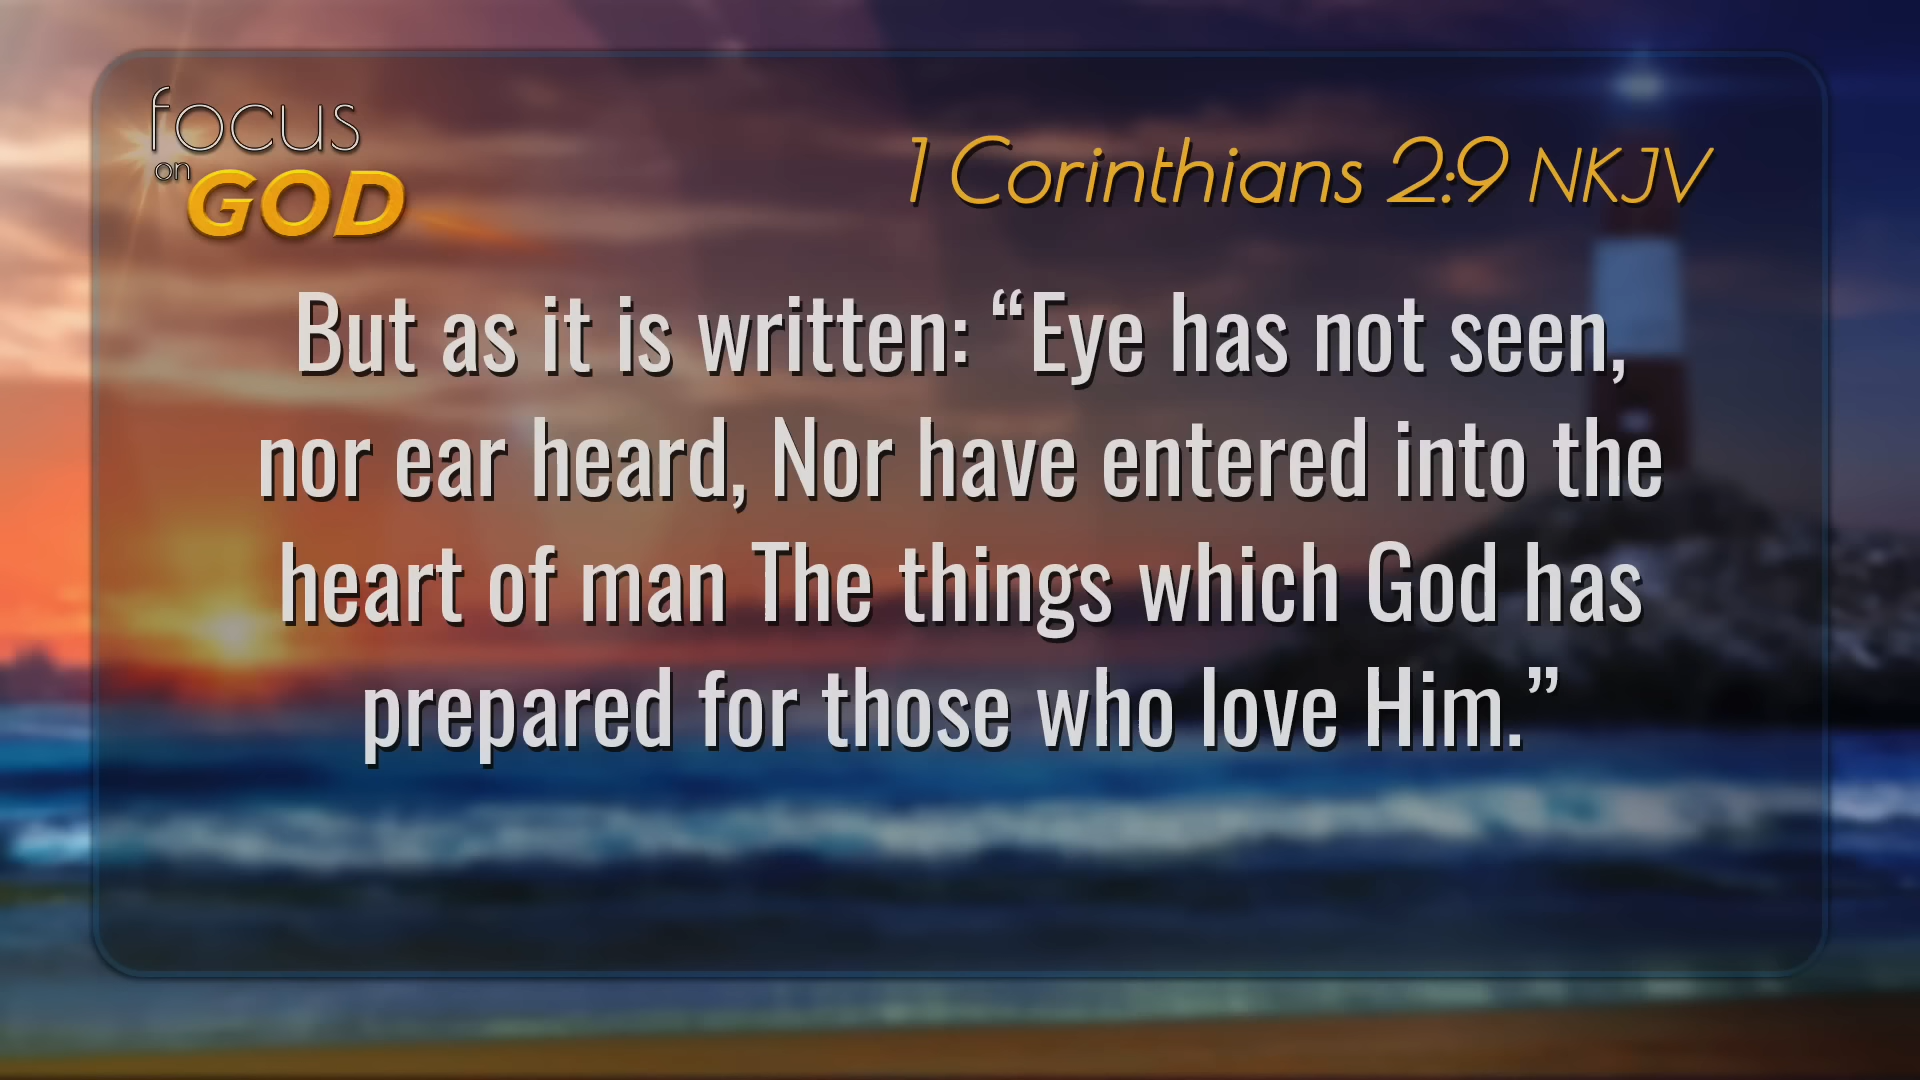 focus
on
GOD
1 Corinthians 2:9 NKJV
But as it is written: “Eye has not seen,
nor ear heard, Nor have entered into the
heart of man The things which God has
prepared for those who love Him.”